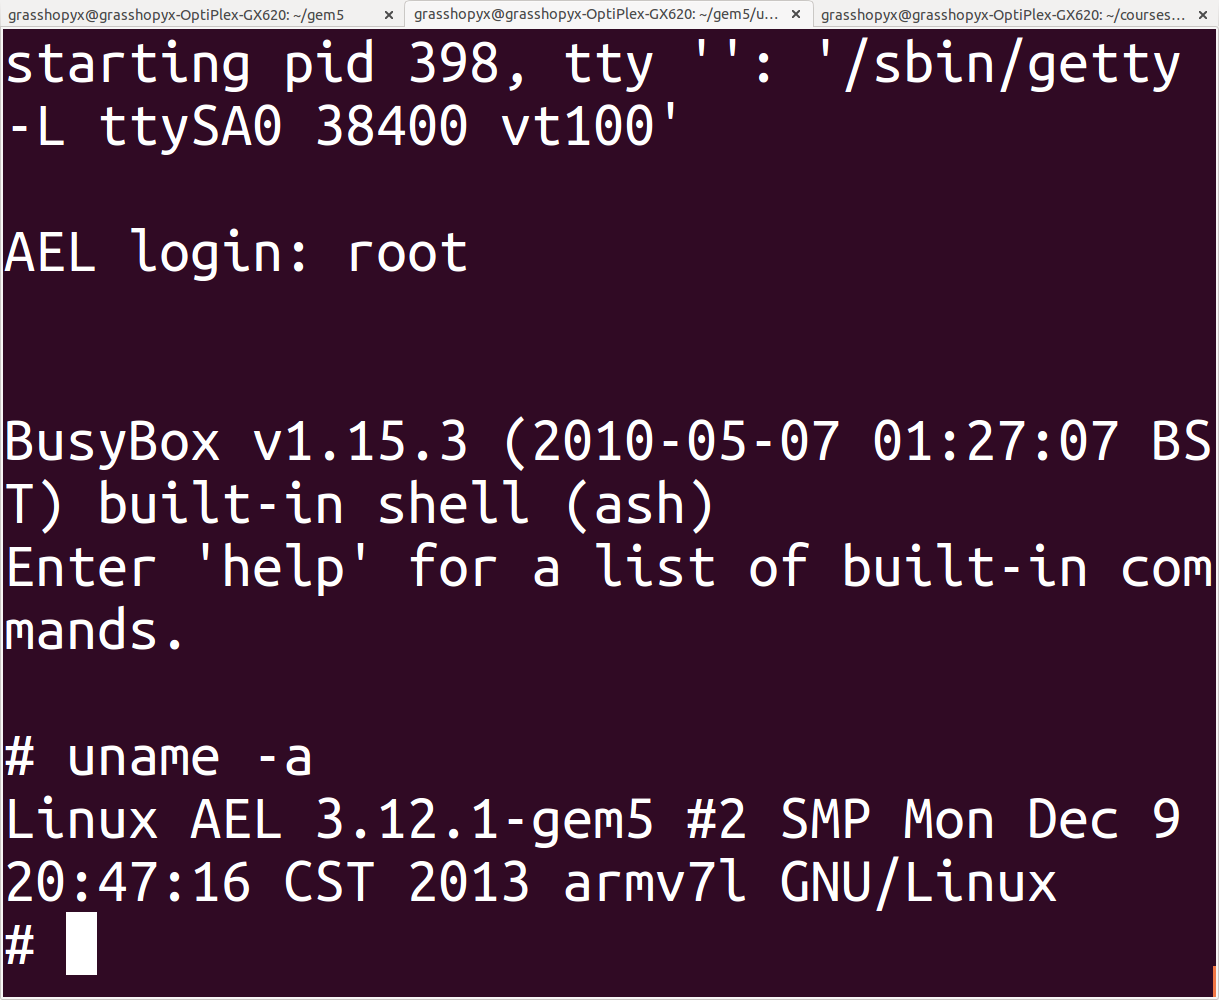 grasshopyx@grasshopyx-OptiPlex-GX620: ~/gem5 × grasshopyx@grasshopyx-OptiPlex-GX620: ~/gem5/u... × grasshopyx@grasshopyx-OptiPlex-GX620: ~/courses... ×
starting pid 398, tty '': '/sbin/getty
-L ttySA0 38400 vt100'
AEL login: root
BusyBox v1.15.3 (2010-05-07 01:27:07 BS
T) built-in shell (ash)
Enter 'help' for a list of built-in com
mands.
# uname -a
Linux AEL 3.12.1-gem5 #2 SMP Mon Dec 9
20:47:16 CST 2013 armv7l GNU/Linux
#